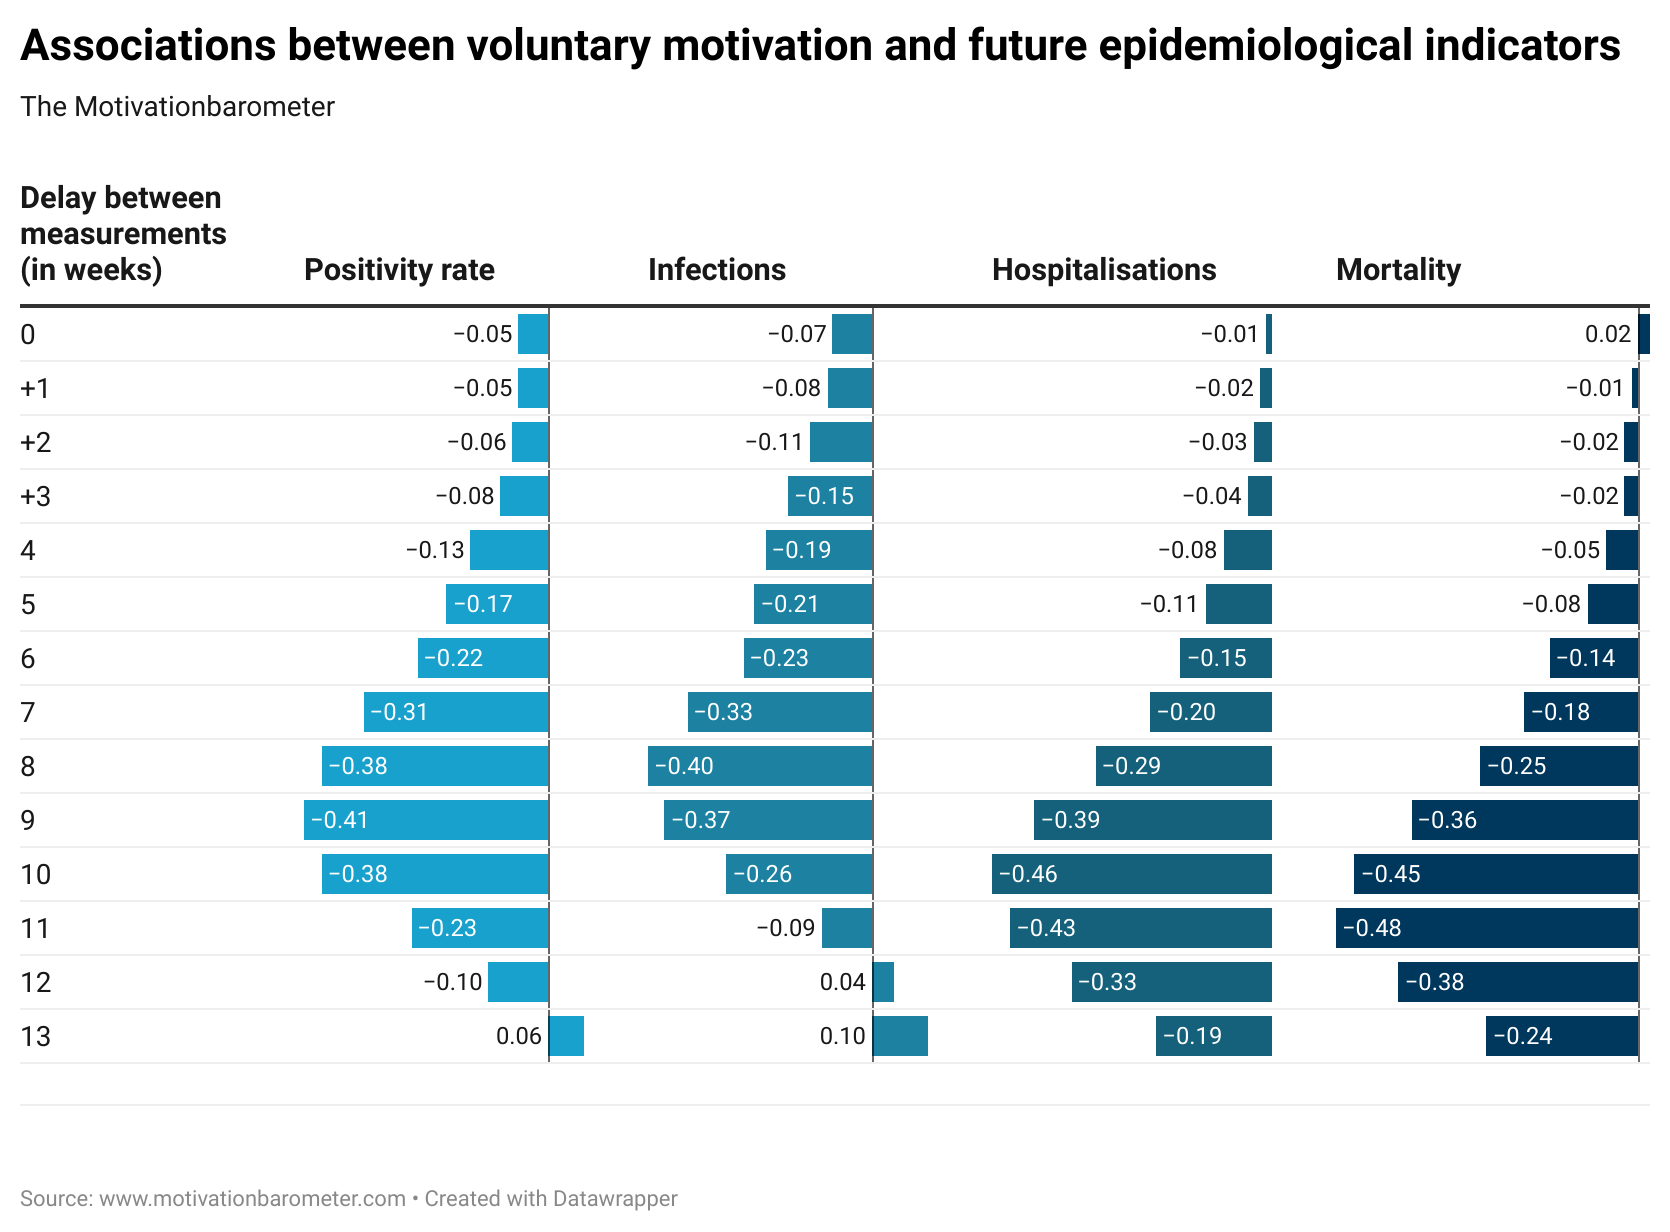 Associations between voluntary motivation and future epidemiological indicators
The Motivationbarometer
Delay between
measurements
(in weeks) Positivity rate Infections Hospitalisations Mortality
0 −0.05 −0.07 −0.01 0.02
+1 −0.05 −0.08 −0.02 −0.01
+2 −0.06 −0.11 −0.03 −0.02
+3 −0.08 −0.15 −0.04 −0.02
4 −0.13 −0.19 −0.08 −0.05
5 −0.17 −0.21 −0.11 −0.08
6 −0.22 −0.23 −0.15 −0.14
7 −0.31 −0.33 −0.20 −0.18
8 −0.38 −0.40 −0.29 −0.25
9 −0.41 −0.37 −0.39 −0.36
10 −0.38 −0.26 −0.46 −0.45
11 −0.23 −0.09 −0.43 −0.48
12 −0.10 0.04 −0.33 −0.38
13 0.06 0.10 −0.19 −0.24
Source: www.motivationbarometer.com • Created with Datawrapper